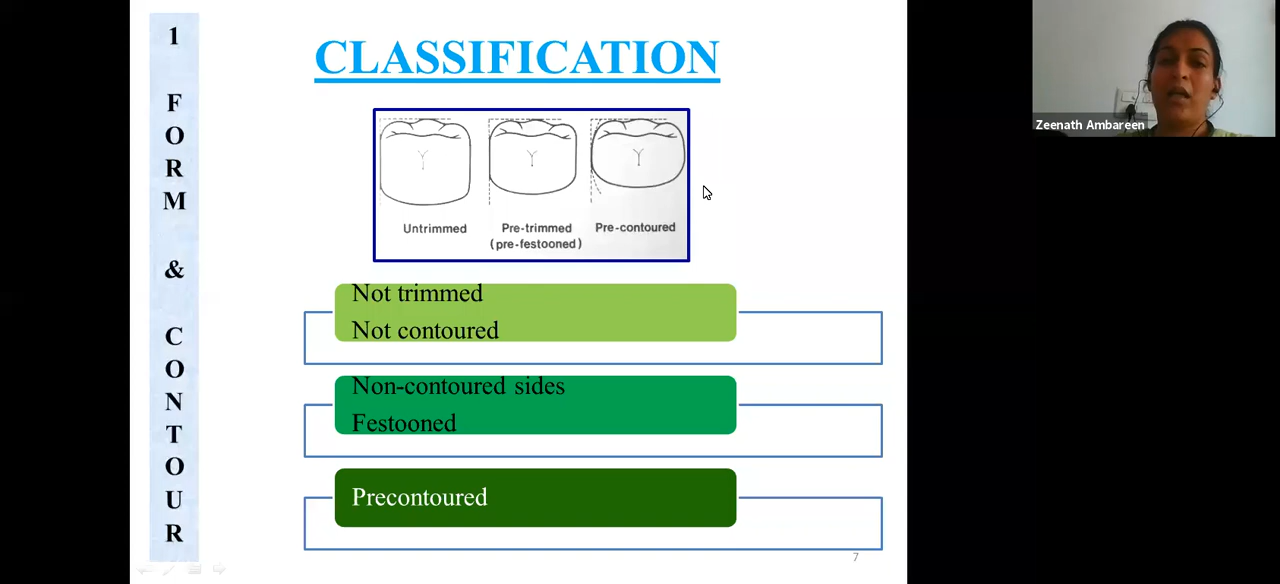 1
F
O
R
M
&
C
O
N
T
O
U
R
CLASSIFICATION
Untrimmed
Pre-trimmed
(pre-festooned)
Pre-contoured
Not trimmed
Not contoured
Non-contoured sides
Festooned
Precontoured
7
Zeenath Ambareen